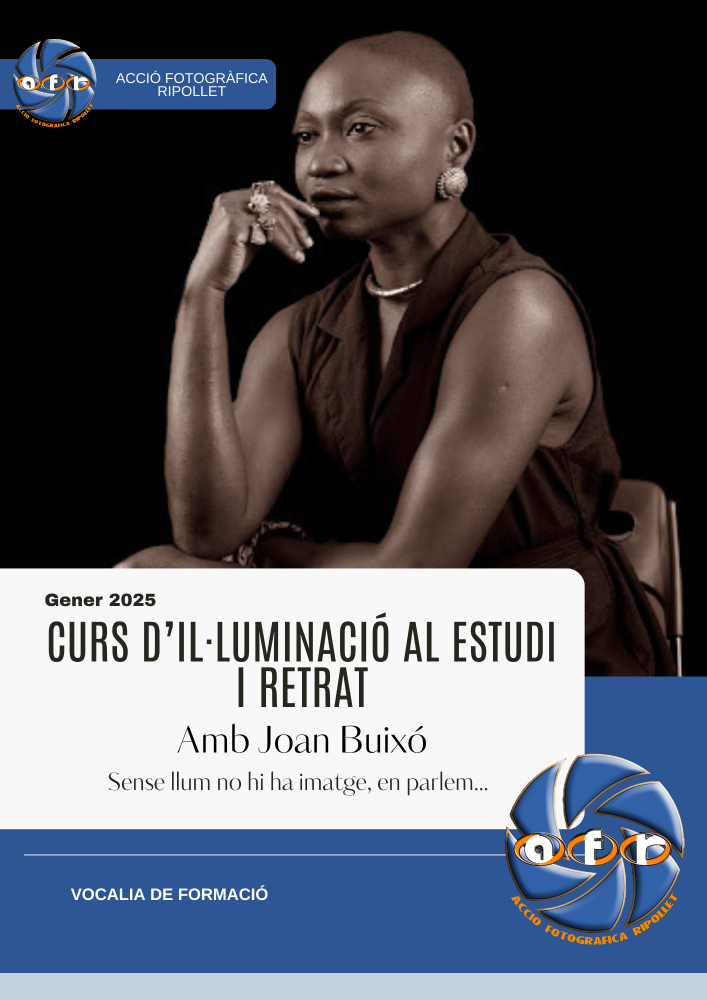 ACCIÓ FOTOGRÀFICA
RIPOLLET
afr
ACCIO FOTOGRAFICA RIPOLLET
Gener 2025
CURS D’IL·LUMINACIÓ AL ESTUDI
I RETRAT
Amb Joan Buixó
Sense llum no hi ha imatge, en parlem...
afr
ACCIO FOTOGRAFICA RIPOLLET
VOCALIA DE FORMACIÓ